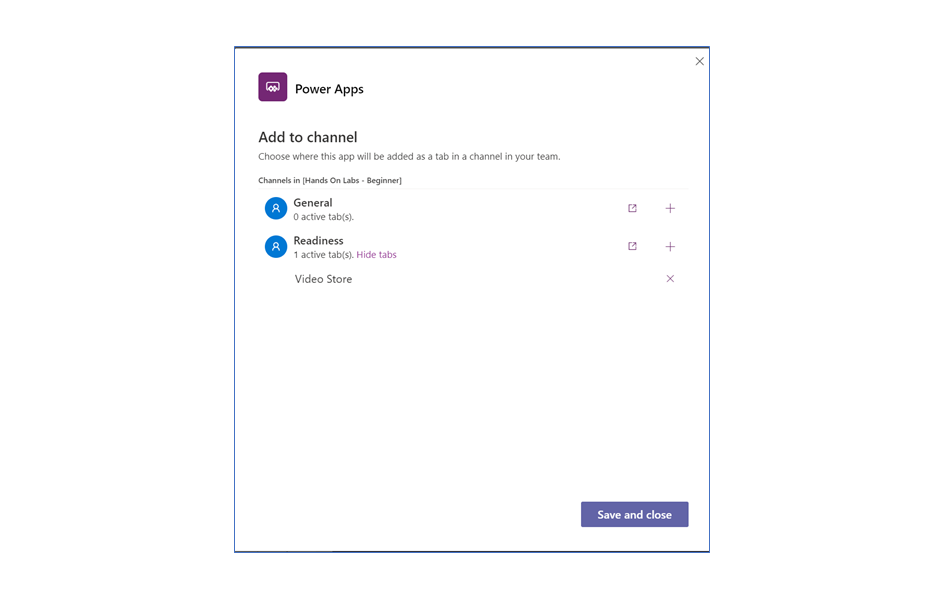 Power Apps
Add to channel
Choose where this app will be added as a tab in a channel in your team.
Channels in [Hands On Labs - Beginner]
General
0 active tab(s).
Readiness
1 active tab(s). Hide tabs
Video Store
Save and close